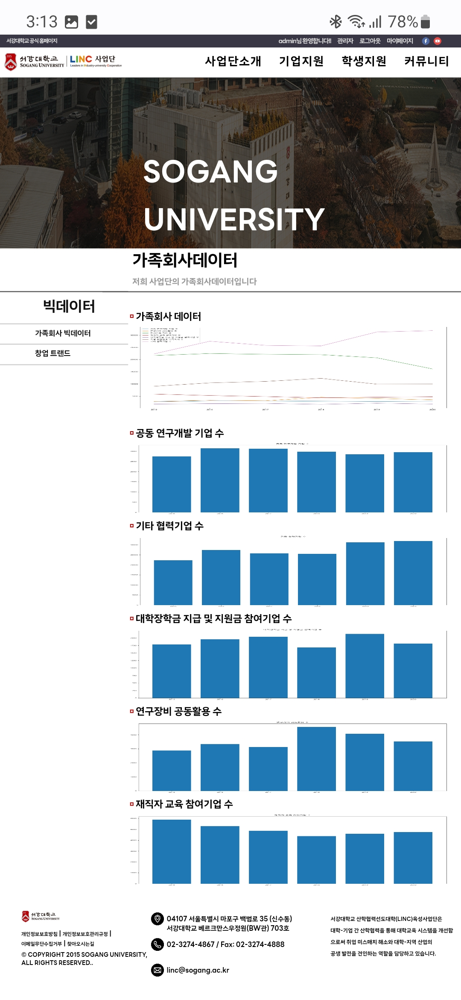 3:13
78%
서강대학교 공식 홈페이지
admin님 환영합니다!! 관리자 로그아웃 마이페이지
IHS
서강대학교
SOGANG UNIVERSITY
LINC 사업단
Leaders in INdustry-university Cooperation
사업단소개 기업지원 학생지원 커뮤니티
SOGANG UNIVERSITY
서강대
SOGANG
UNIVERSITY
가족회사데이터
저희 사업단의 가족회사데이터입니다
빅데이터
가족회사 빅데이터
창업 트랜드
가족회사 데이터
2016 2017 2018 2019 2020
공동 연구개발 기업 수
기타 협력기업 수
대학장학금 지급 및 지원금 참여기업 수
연구장비 공동활용 수
재직자 교육 참여기업 수
서강대학교
SOGANG UNIVERSITY
개인정보보호방침 | 개인정보보호관리규정 |
이메일무단수집거부 | 찾아오시는길
© COPYRIGHT 2015 SOGANG UNIVERSITY,
ALL RIGHTS RESERVED..
04107 서울특별시 마포구 백범로 35 (신수동)
서강대학교 베르크만스우정원(BW관) 703호
02-3274-4867 / Fax: 02-3274-4888
linc@sogang.ac.kr
서강대학교 산학협력선도대학(LINC)육성사업단은
대학-기업 간 산학협력을 통해 대학교육 시스템을 개선함
으로써 취업 미스매치 해소와 대학-지역 산업의
공생 발전을 견인하는 역할을 담당하고 있습니다.